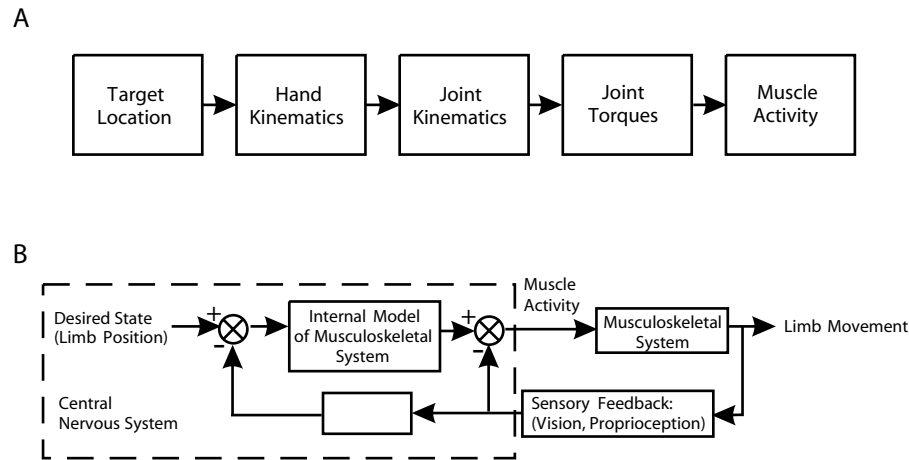 A
Target
Location
Hand
Kinematics
Joint
Kinematics
Joint
Torques
Muscle
Activity
B
Desired State
(Limb Position)
+
-
Internal Model
of Musculoskeletal
System
+
-
Muscle
Activity
Musculoskeletal
System
Limb Movement
Central
Nervous System
Sensory Feedback:
(Vision, Proprioception)